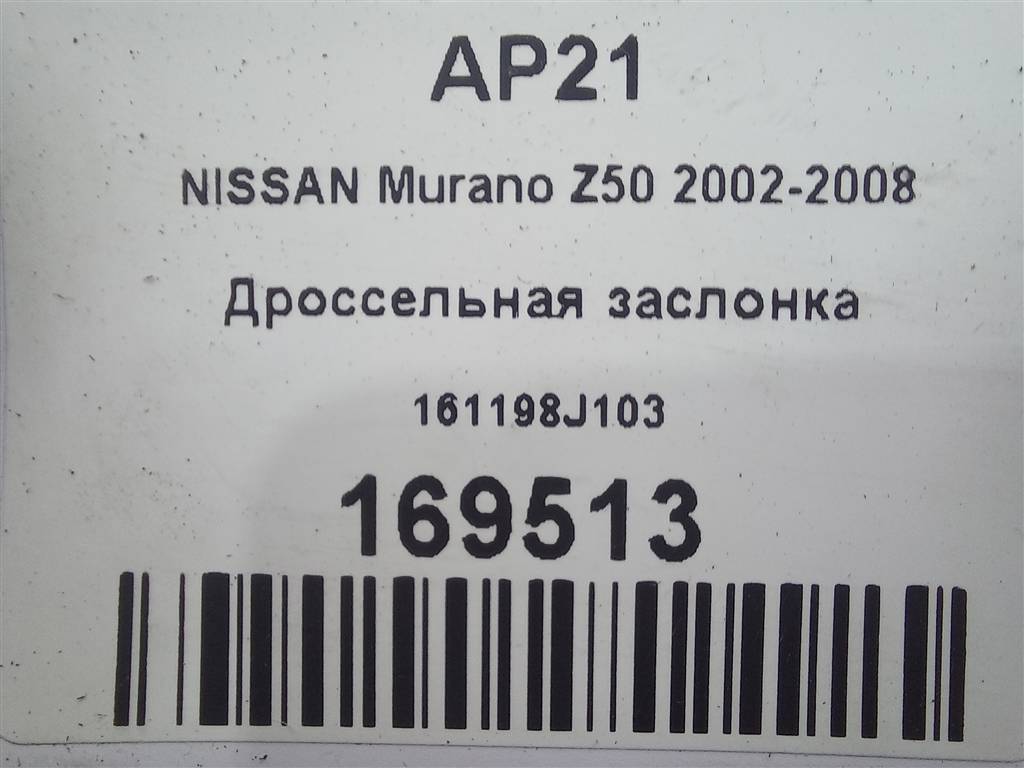 AP21
NISSAN Murano Z50 2002-2008
Дроссельная заслонка
161198J103
169513